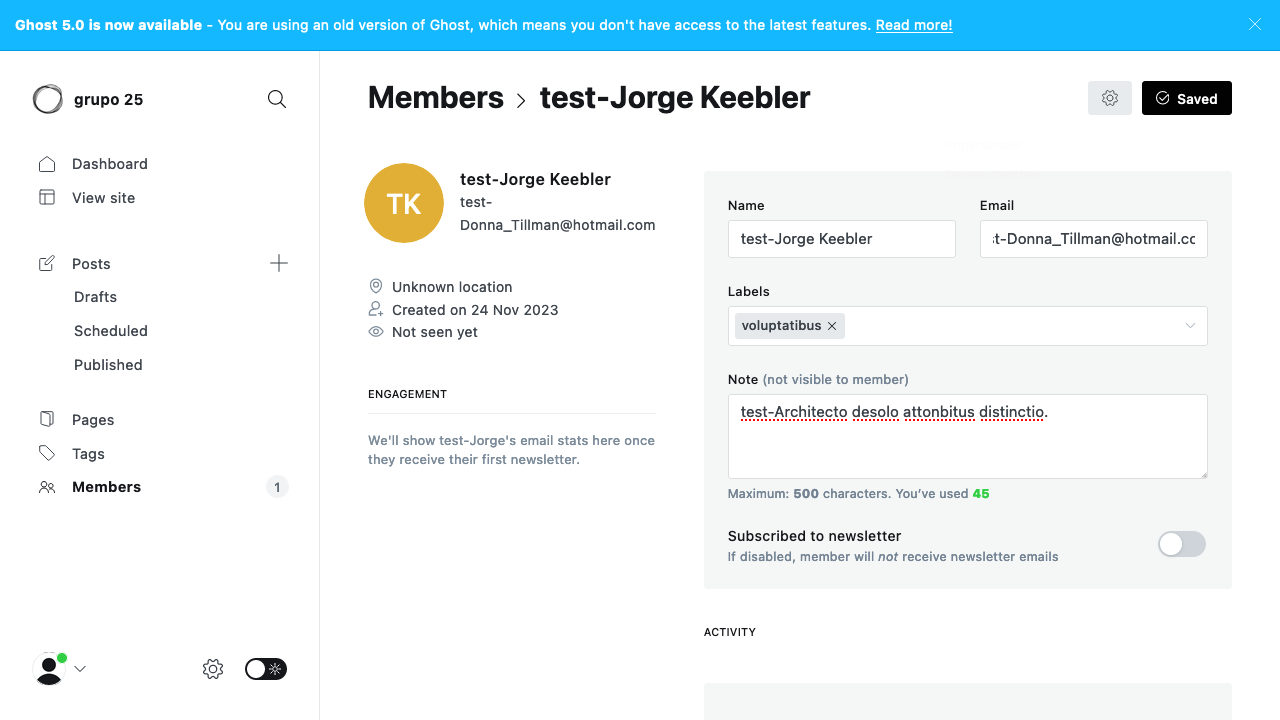 Ghost 5.0 is now available - You are using an old version of Ghost, which means you don't have access to the latest features. Read more!
grupo 25
Dashboard
View site
Posts
Drafts
Scheduled
Published
Pages
Tags
Members 1
Members > test-Jorge Keebler
Saved
TK
test-Jorge Keebler
test-
Donna_Tillman@hotmail.com
Unknown location
Created on 24 Nov 2023
Not seen yet
ENGAGEMENT
We'll show test-Jorge's email stats here once
they receive their first newsletter.
Name
test-Jorge Keebler
Email
st-Donna_Tillman@hotmail.co
Labels
voluptatibus
Note (not visible to member)
test-Architecto desolo attonbitus distinctio.
Maximum: 500 characters. You've used 45
Subscribed to newsletter
If disabled, member will not receive newsletter emails
ACTIVITY